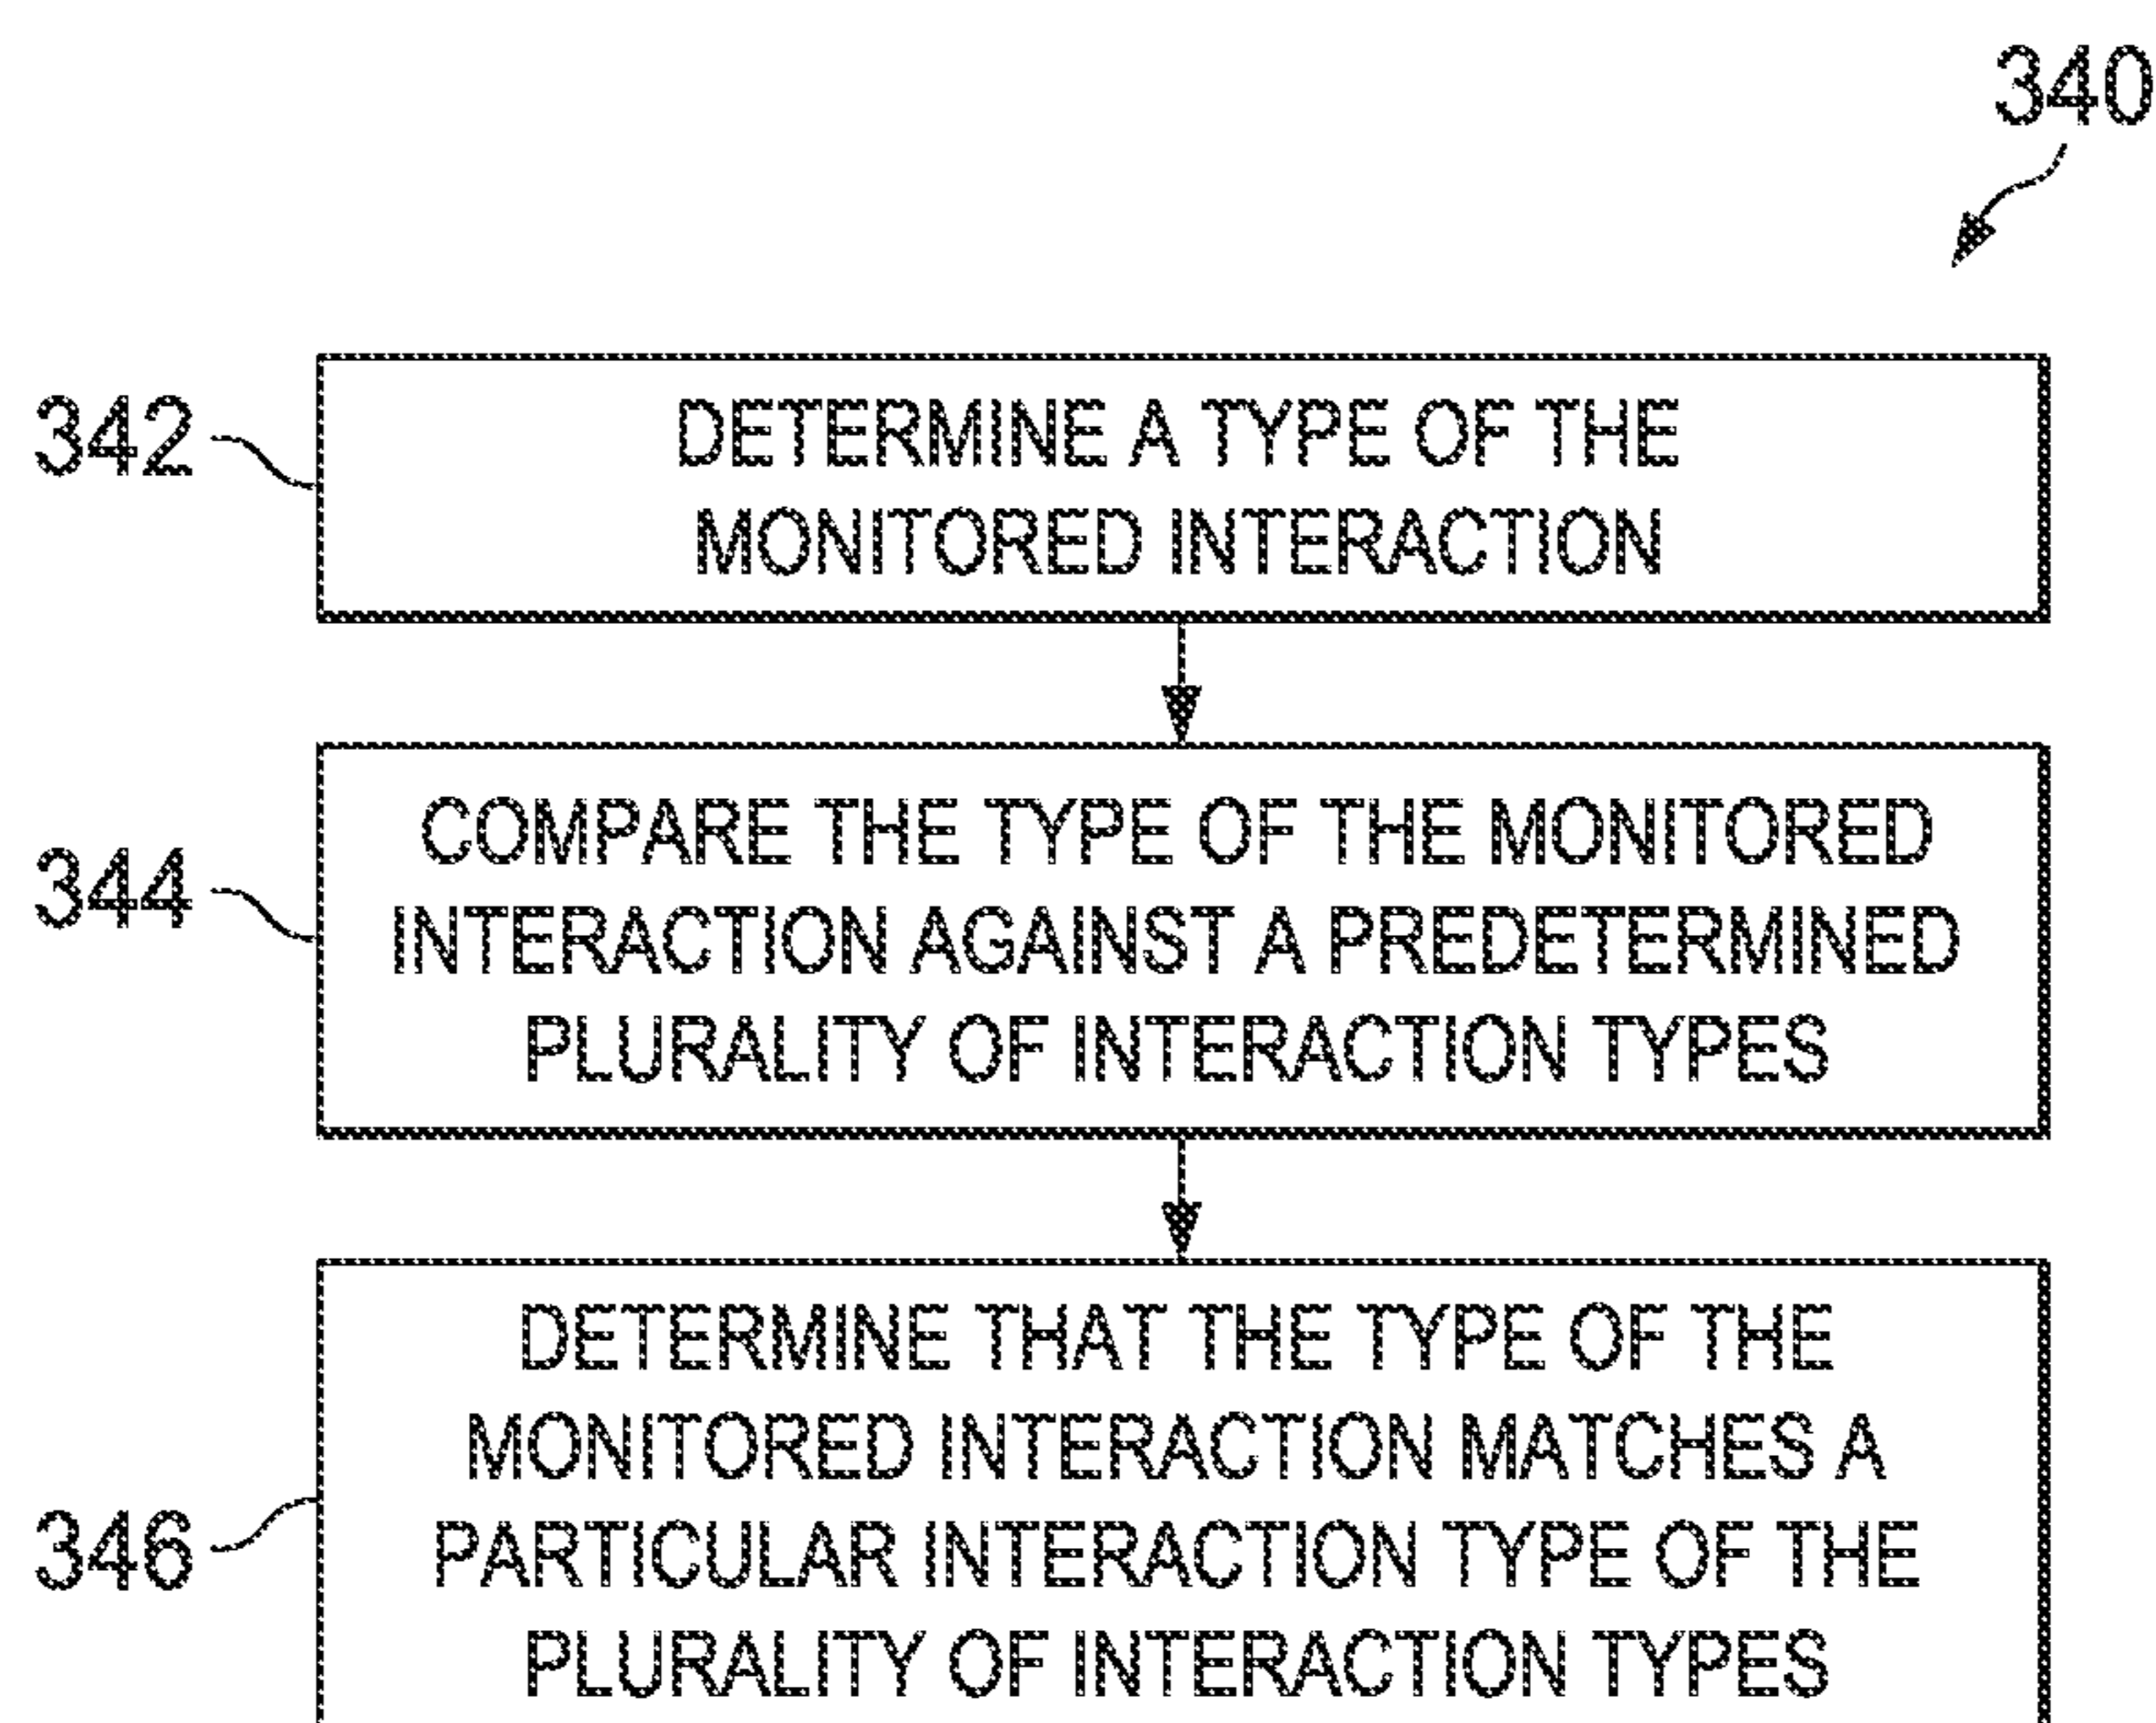 340
342
DETERMINE A TYPE OF THE
MONITORED INTERACTION
344
COMPARE THE TYPE OF THE MONITORED
INTERACTION AGAINST A PREDETERMINED
PLURALITY OF INTERACTION TYPES
346
DETERMINE THAT THE TYPE OF THE
MONITORED INTERACTION MATCHES A
PARTICULAR INTERACTION TYPE OF THE
PLURALITY OF INTERACTION TYPES